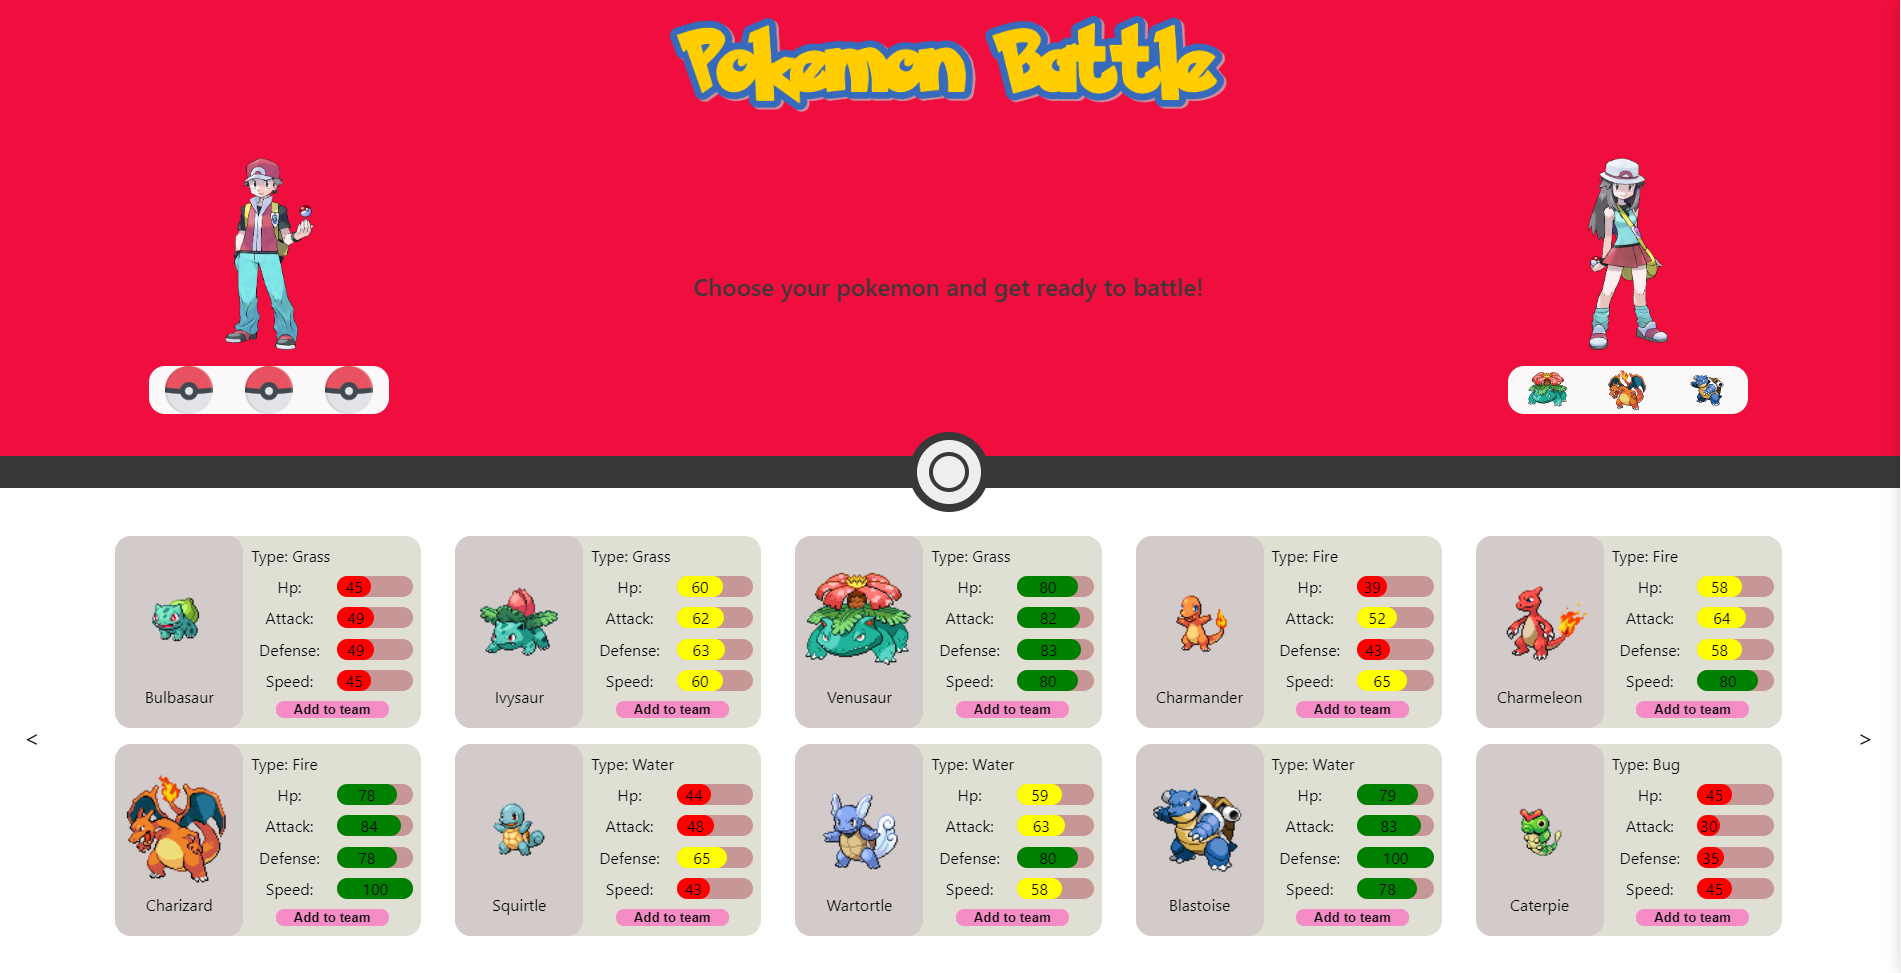 Pokemon Battle
Choose your pokemon and get ready to battle!
Type: Grass
Hp: 45
Attack: 49
Defense: 49
Speed: 45
Bulbasaur
Add to team
Type: Grass
Hp: 60
Attack: 62
Defense: 63
Speed: 60
Ivysaur
Add to team
Type: Grass
Hp: 80
Attack: 82
Defense: 83
Speed: 80
Venusaur
Add to team
Type: Fire
Hp: 39
Attack: 52
Defense: 43
Speed: 65
Charmander
Add to team
Type: Fire
Hp: 58
Attack: 64
Defense: 58
Speed: 80
Charmeleon
Add to team
<
>
Type: Fire
Hp: 78
Attack: 84
Defense: 78
Speed: 100
Charizard
Add to team
Type: Water
Hp: 44
Attack: 48
Defense: 65
Speed: 43
Squirtle
Add to team
Type: Water
Hp: 59
Attack: 63
Defense: 80
Speed: 58
Wartortle
Add to team
Type: Water
Hp: 79
Attack: 83
Defense: 100
Speed: 78
Blastoise
Add to team
Type: Bug
Hp: 45
Attack: 30
Defense: 35
Speed: 45
Caterpie
Add to team